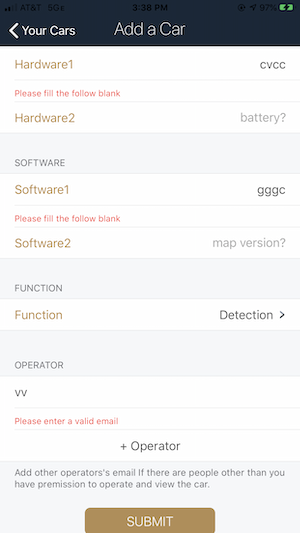 AT&T 5Gᴇ 3:38 PM 97%
Your Cars Add a Car
Hardware1 cvcc
Please fill the follow blank
Hardware2 battery?
SOFTWARE
Software1 gggc
Please fill the follow blank
Software2 map version?
FUNCTION
Function Detection
OPERATOR
vv
Please enter a valid email
+ Operator
Add other operators's email If there are people other than you
have premission to operate and view the car.
SUBMIT